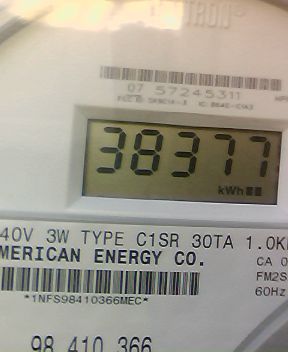 TRON
07 57245311
38377
kWh
40V 3W TYPE C1SR 30TA 1.0K
MERICAN ENERGY CO.
CA 0
FM2S
*1NFS98410366MEC*
60Hz
98 410 366